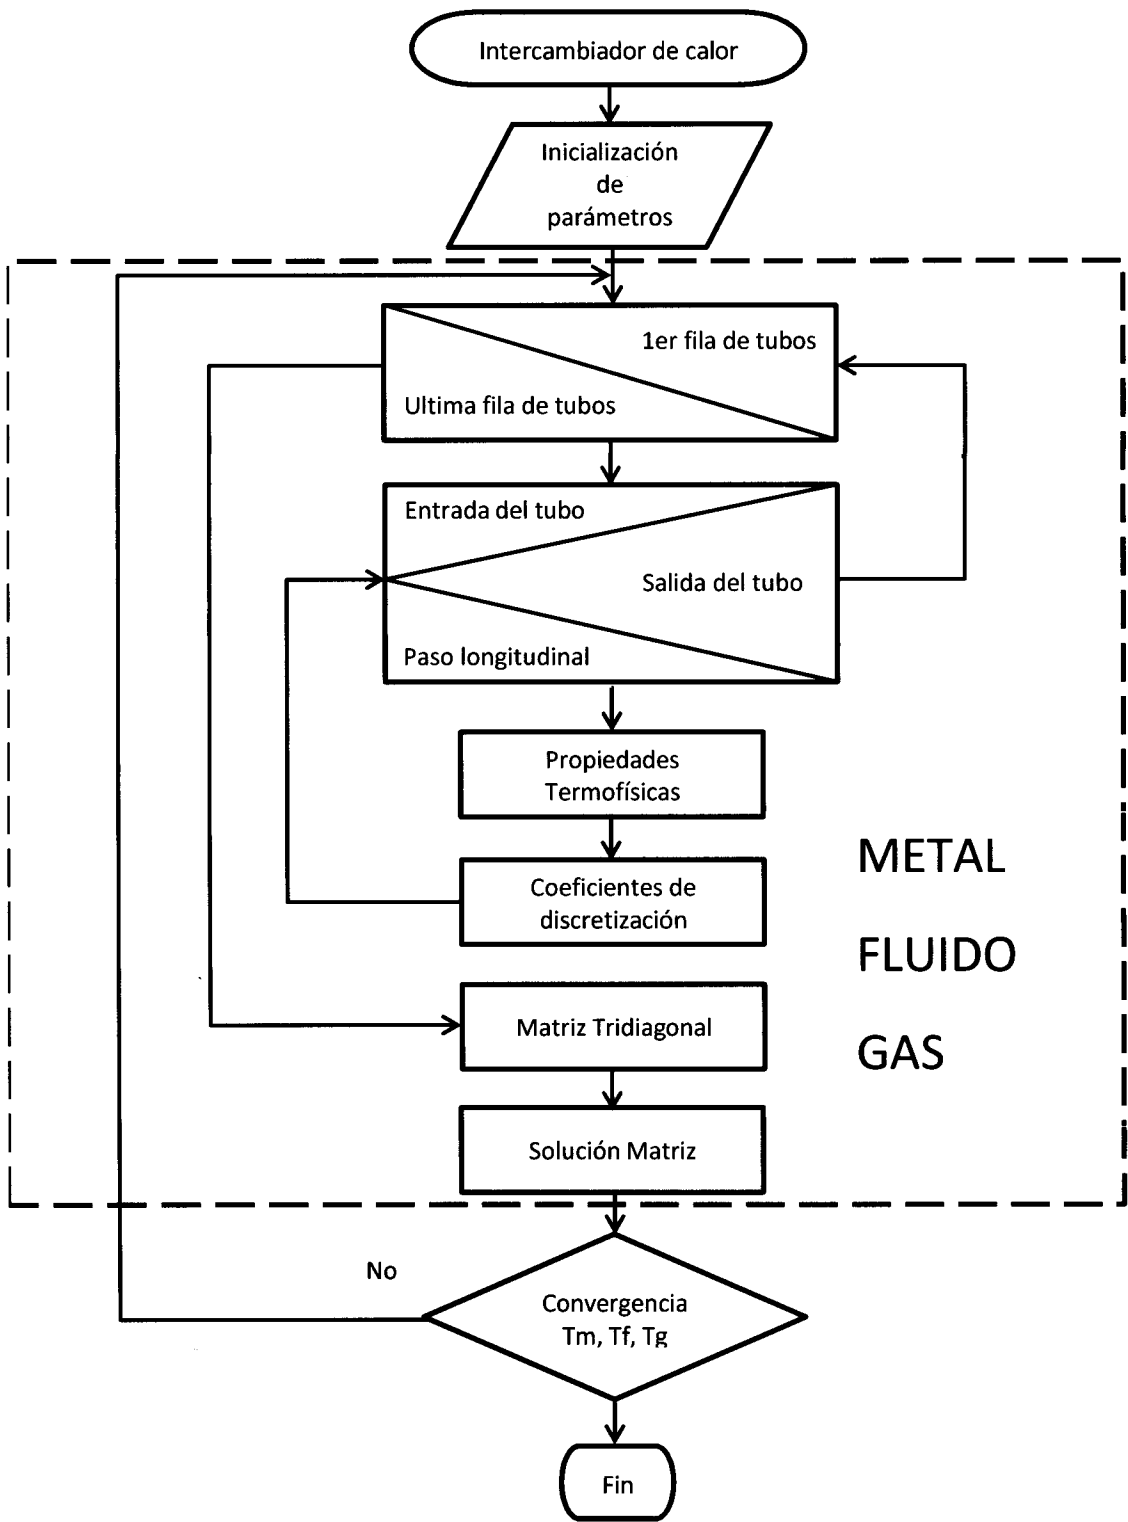 Intercambiador de calor
Inicialización
de
parámetros
1er fila de tubos
Ultima fila de tubos
Entrada del tubo
Salida del tubo
Paso longitudinal
Propiedades
Termofísicas
Coeficientes de
discretización
METAL
FLUIDO
Matriz Tridiagonal
GAS
Solución Matriz
No
Convergencia
Tm, Tf, Tg
Fin